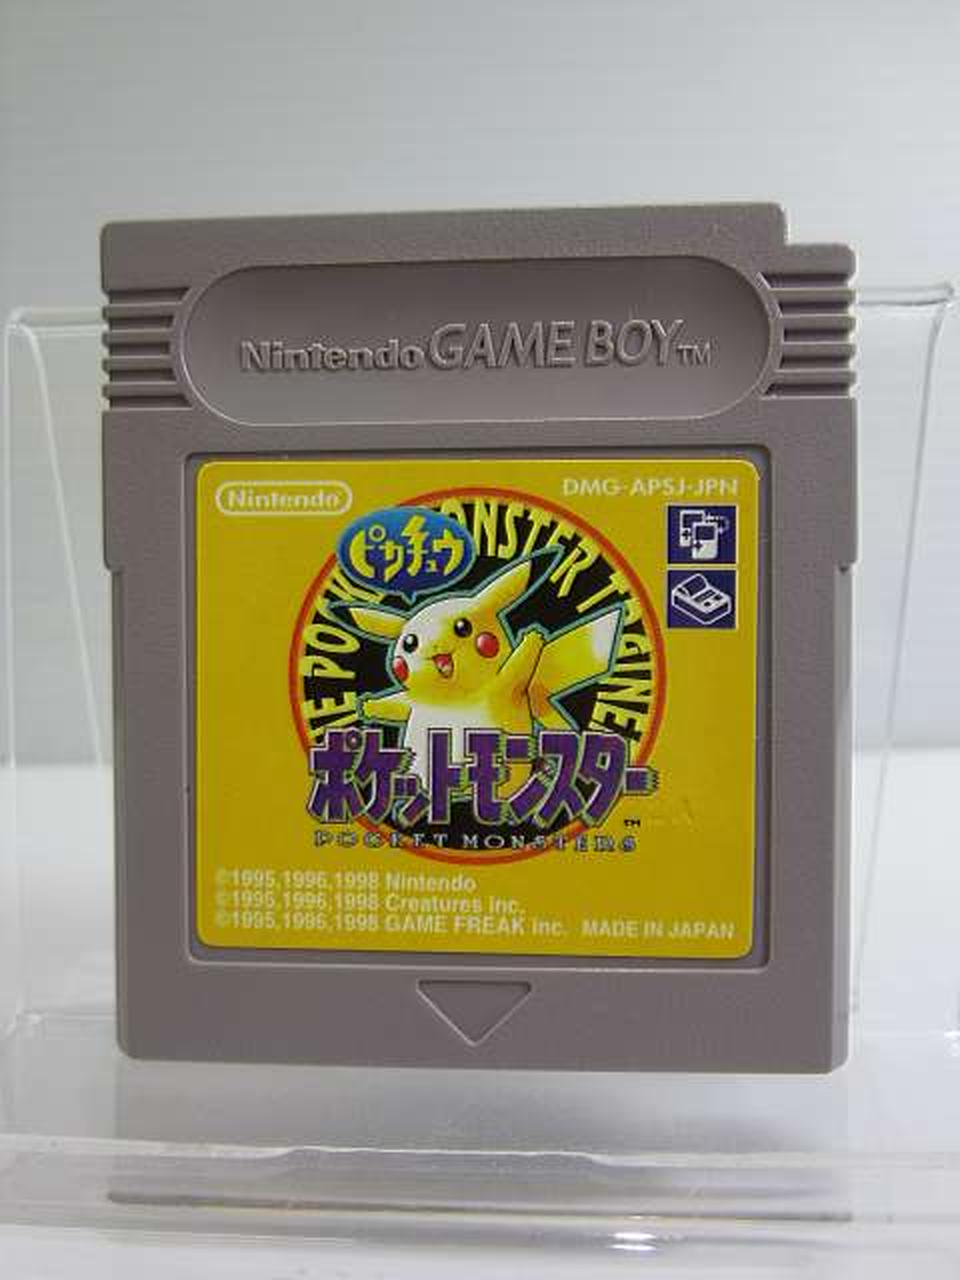 Nintendo GAME BOY™
Nintendo
DMG-APSJ-JPN
ピカチュウ
THE POCKET MONSTER TRAINER
ポケットモンスター
™
POCKET MONSTERS
©1995,1996,1998 Nintendo
©1995,1996,1998 Creatures inc.
©1995,1996,1998 GAME FREAK inc. MADE IN JAPAN